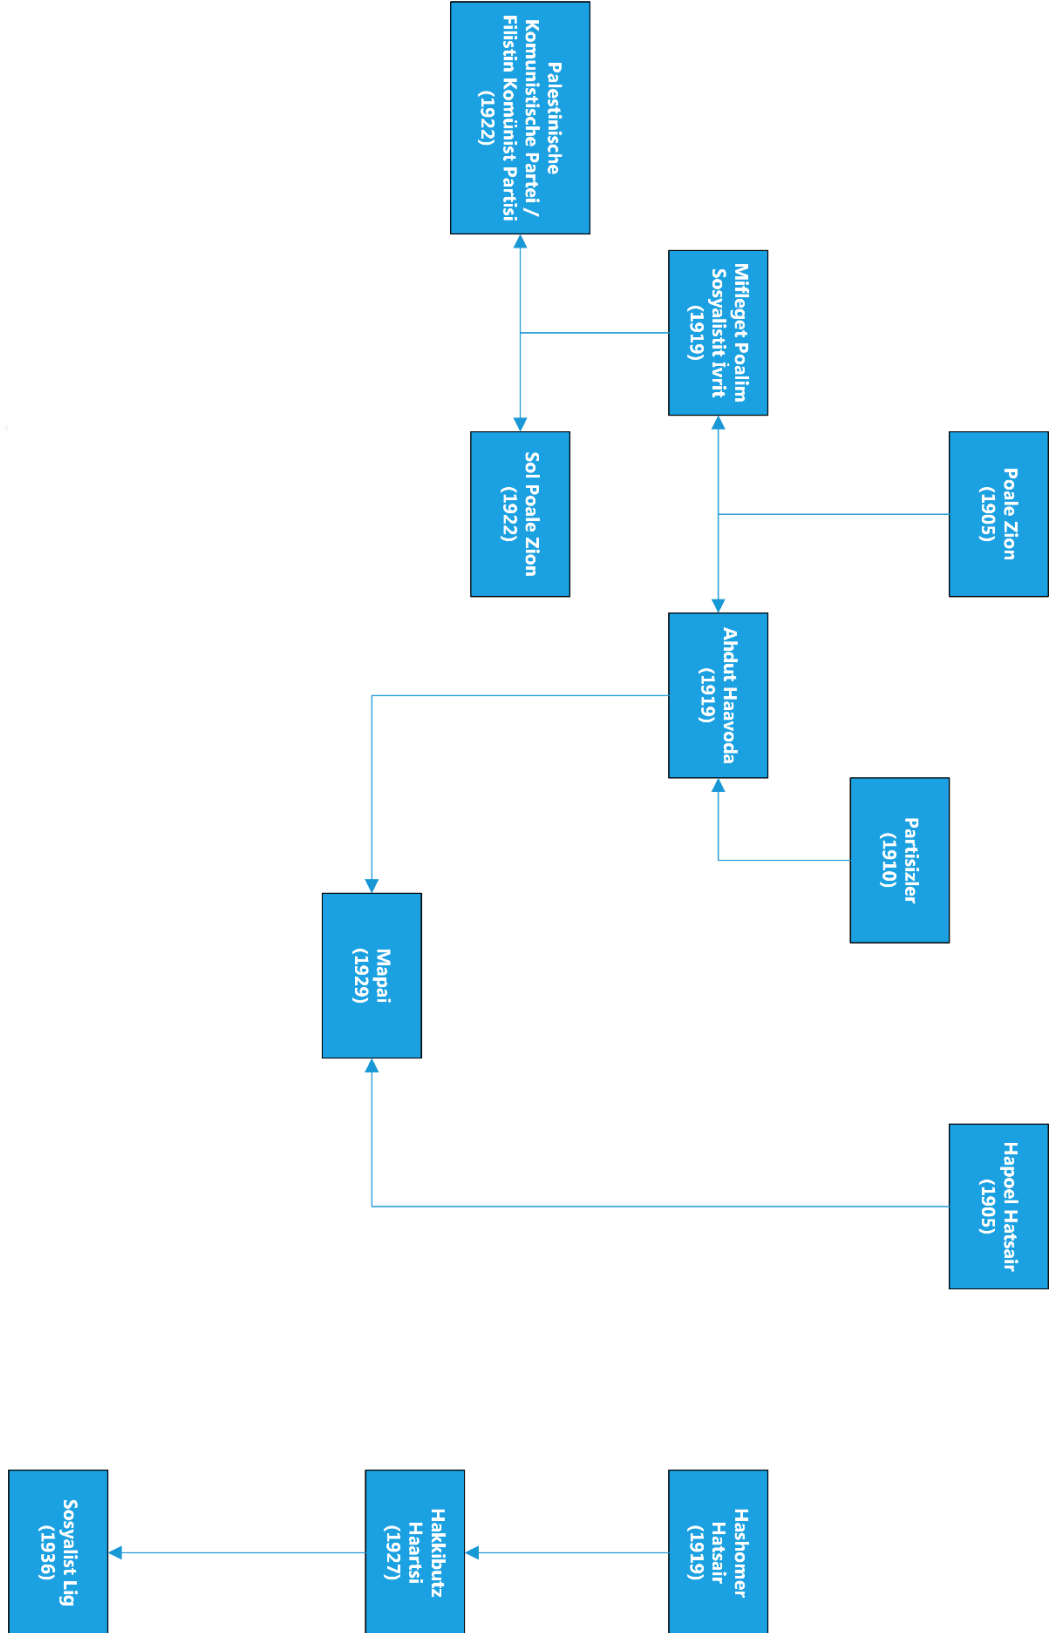 Poale Zion
(1905)
Hapoel Hatsair
(1905)
Partisizler
(1910)
Mifleget Poalim
Sosyalistit İvrit
(1919)
Ahdut Haavoda
(1919)
Hashomer
Hatsair
(1919)
Palestinische
Komunistische Partei /
Filistin Komünist Partisi
(1922)
Sol Poale Zion
(1922)
Hakkibutz
Haartsi
(1927)
Mapai
(1929)
Sosyalist Lig
(1936)